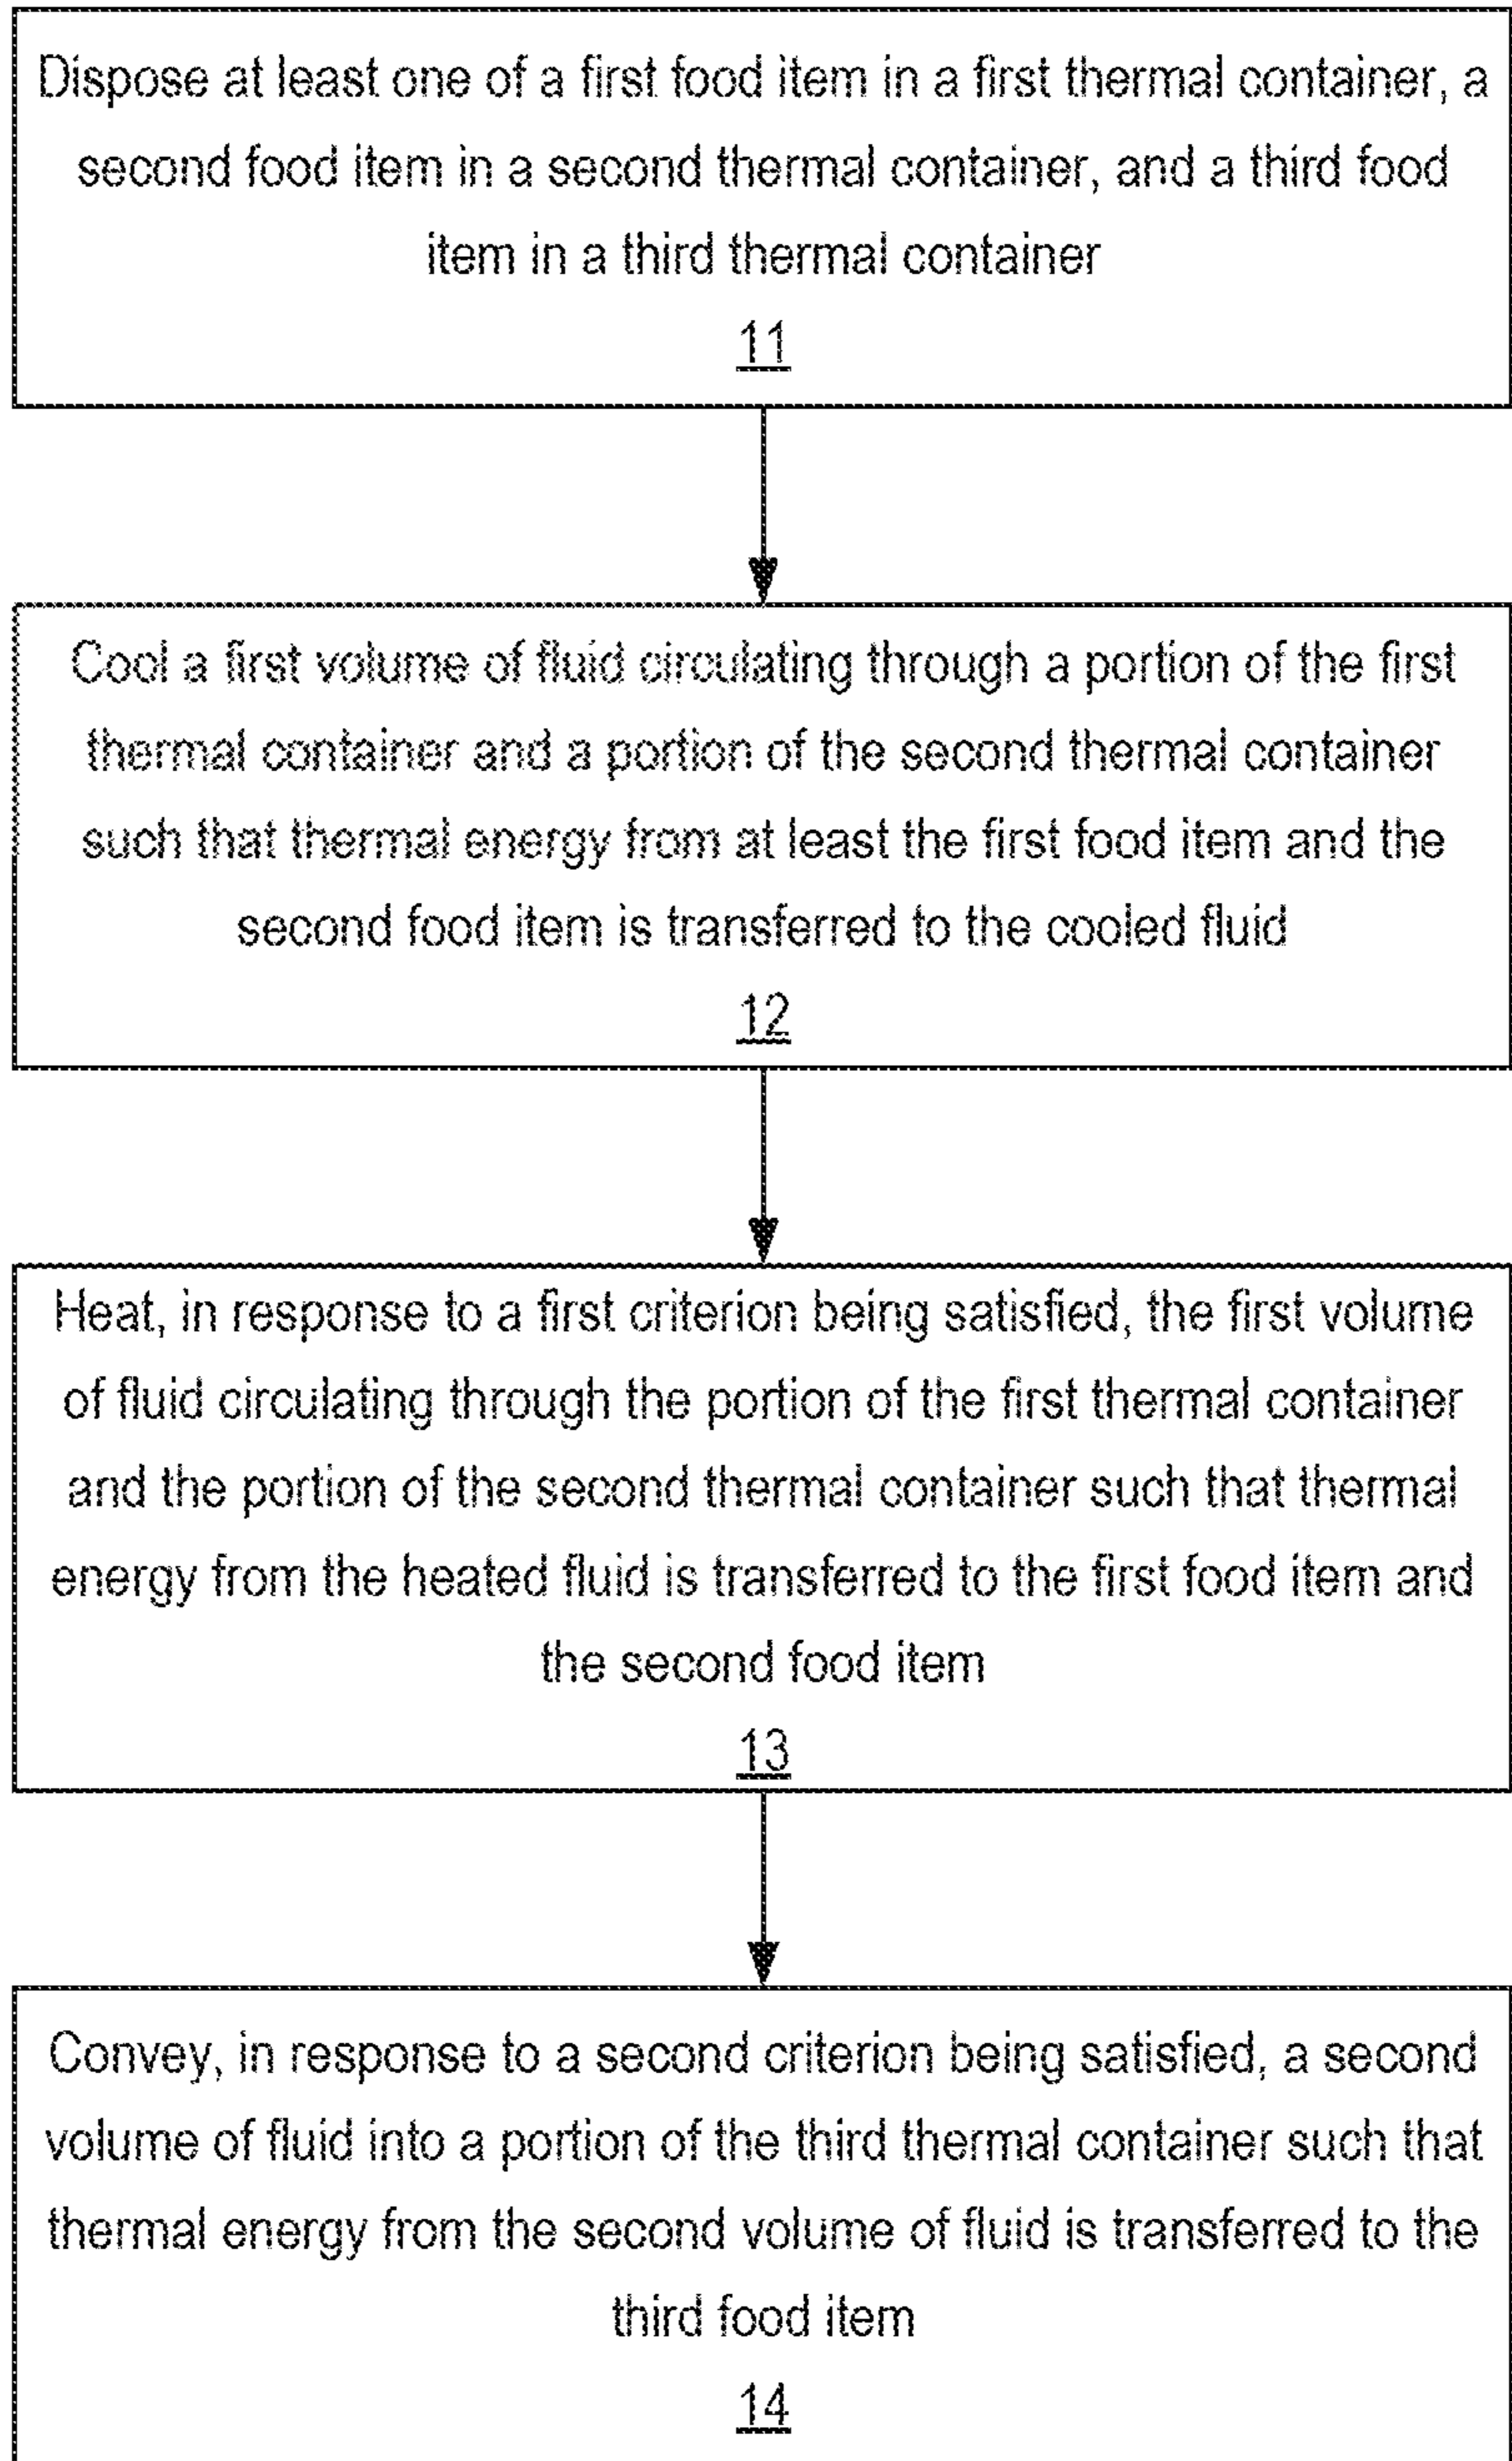 Dispose at least one of a first food item in a first thermal container, a
second food item in a second thermal container, and a third food
item in a third thermal container
11
Cool a first volume of fluid circulating through a portion of the first
thermal container and a portion of the second thermal container
such that thermal energy from at least the first food item and the
second food item is transferred to the cooled fluid
12
Heat, in response to a first criterion being satisfied, the first volume
of fluid circulating through the portion of the first thermal container
and the portion of the second thermal container such that thermal
energy from the heated fluid is transferred to the first food item and
the second food item
13
Convey, in response to a second criterion being satisfied, a second
volume of fluid into a portion of the third thermal container such that
thermal energy from the second volume of fluid is transferred to the
third food item
14